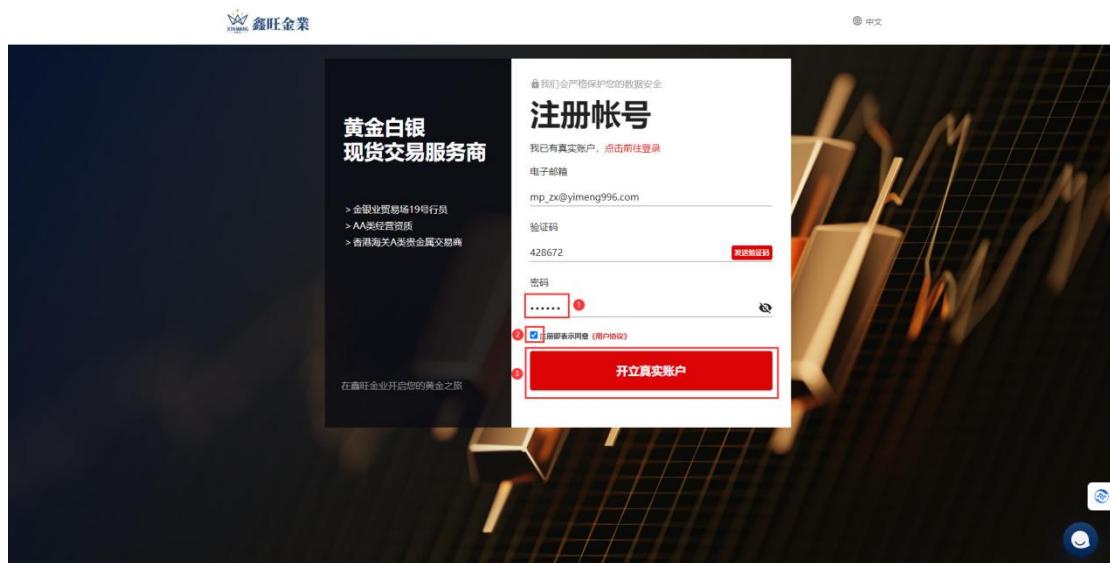 鑫旺金業
XINWANG
中文
黄金白银
现货交易服务商
> 金银业贸易场19号行员
> AA类经营资质
> 香港海关A类贵金属交易商
在鑫旺金业开启您的黄金之旅
我们会严格保护您的数据安全
注册帐号
我已有真实账户，点击前往登录
电子邮箱
mp_zx@yimeng996.com
验证码
428672 发送验证码
密码
•••••• 1
2 注册即表示同意《用户协议》
3 开立真实账户